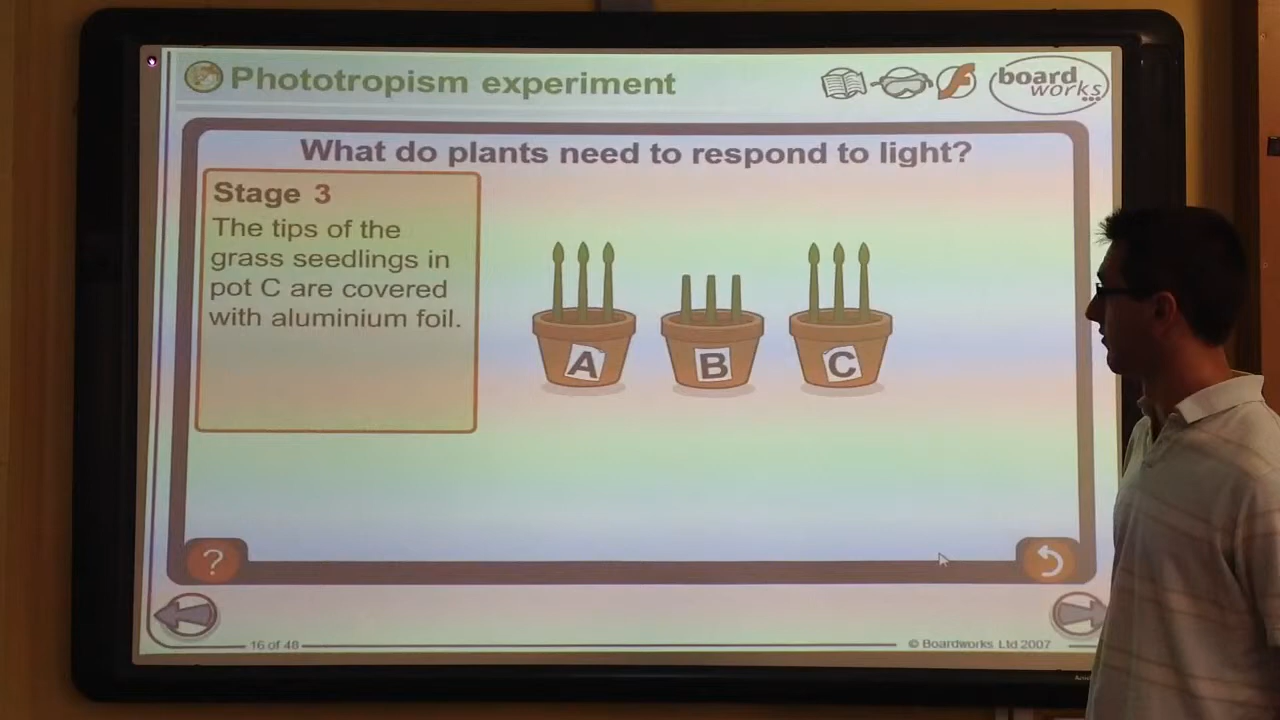 Phototropism experiment
board
works
What do plants need to respond to light?
Stage 3
The tips of the
grass seedlings in
pot C are covered
with aluminium foil.
A
B
C
?
16 of 48
© Boardworks Ltd 2007